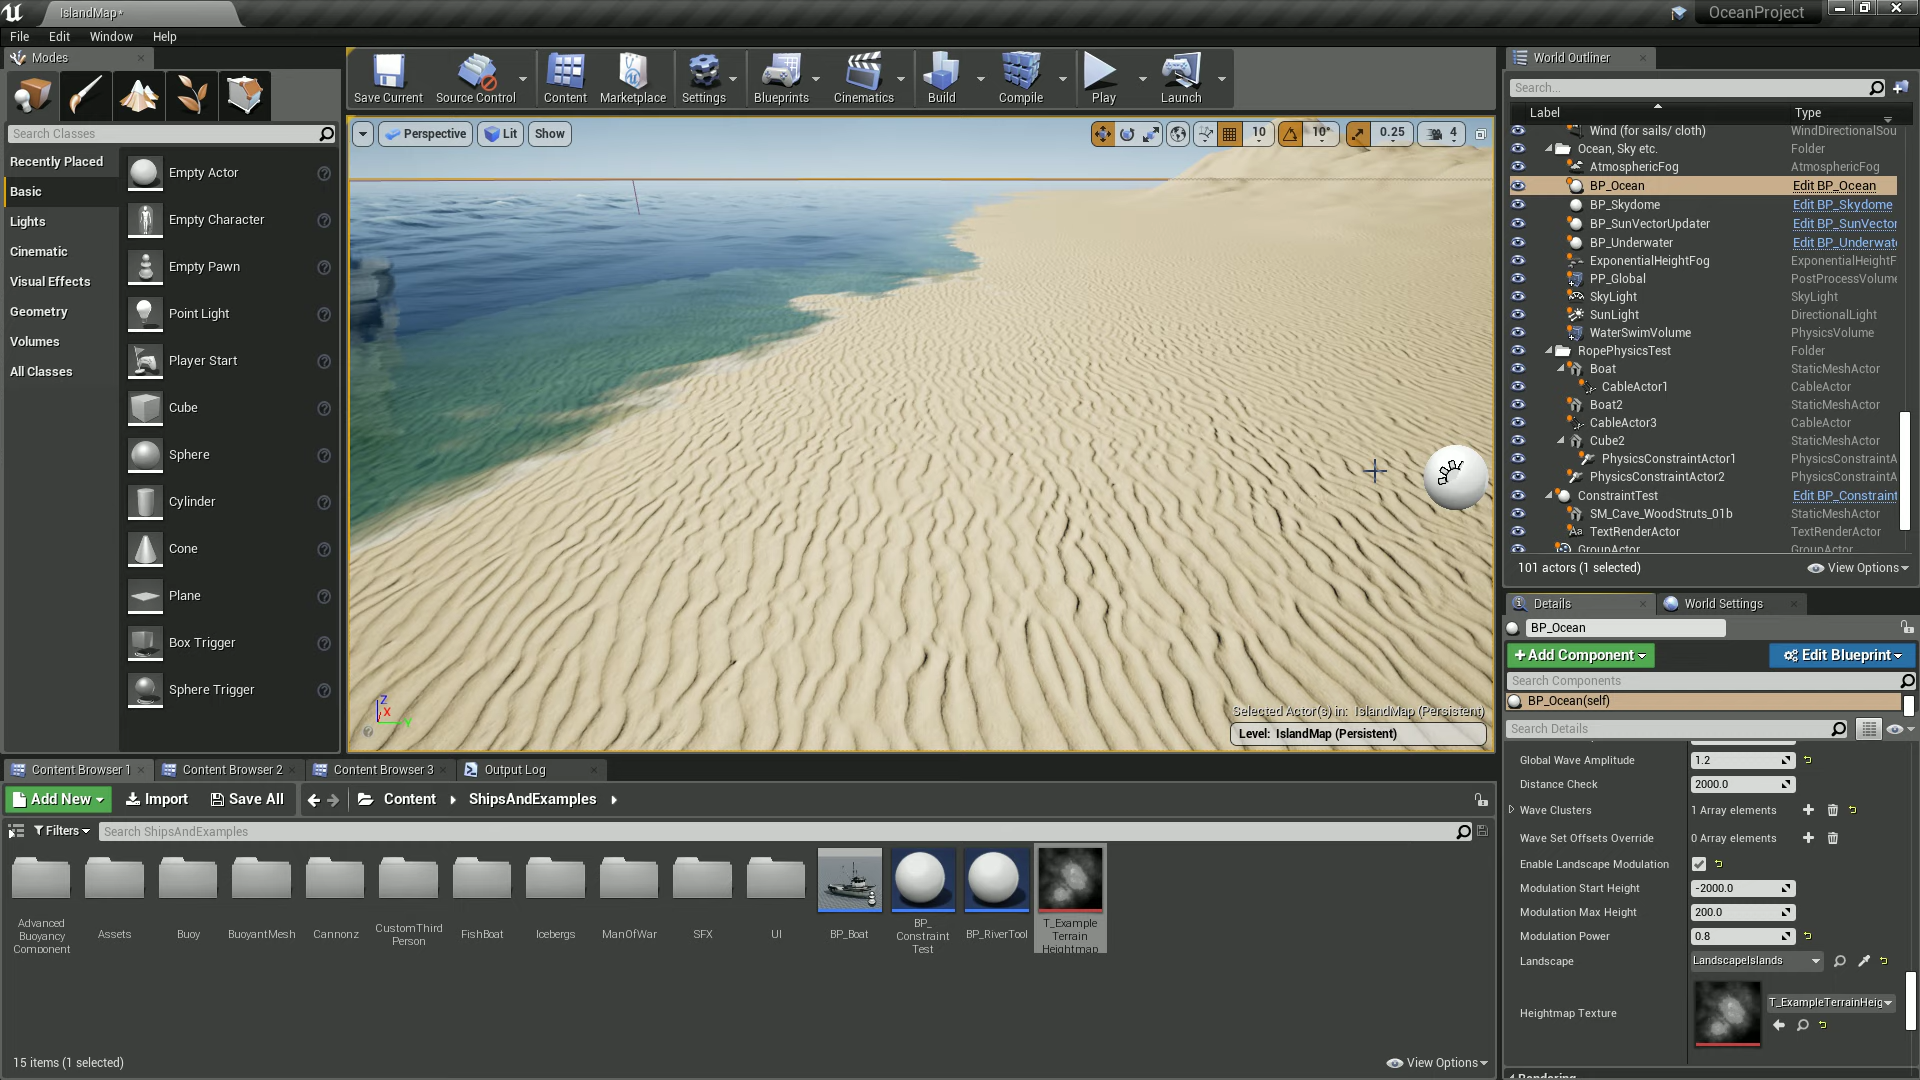 IslandMap*
OceanProject
File Edit Window Help
Modes
Search Classes
Recently Placed
Basic
Lights
Cinematic
Visual Effects
Geometry
Volumes
All Classes
Empty Actor
Empty Character
Empty Pawn
Point Light
Player Start
Cube
Sphere
Cylinder
Cone
Plane
Box Trigger
Sphere Trigger
Save Current Source Control Content Marketplace Settings Blueprints Cinematics Build Compile Play Launch
Perspective Lit Show
10 10° 0.25 4
Z
X
Y
Selected Actor(s) in: IslandMap (Persistent)
Level: IslandMap (Persistent)
World Outliner
Search...
Label Type
Wind (for sails/ cloth) WindDirectionalSou
Ocean, Sky etc. Folder
AtmosphericFog AtmosphericFog
BP_Ocean Edit BP_Ocean
BP_Skydome Edit BP_Skydome
BP_SunVectorUpdater Edit BP_SunVector
BP_Underwater Edit BP_Underwat
ExponentialHeightFog ExponentialHeightF
PP_Global PostProcessVolume
SkyLight SkyLight
SunLight DirectionalLight
WaterSwimVolume PhysicsVolume
RopePhysicsTest Folder
Boat StaticMeshActor
CableActor1 CableActor
Boat2 StaticMeshActor
CableActor3 CableActor
Cube2 StaticMeshActor
PhysicsConstraintActor1 PhysicsConstraintA
PhysicsConstraintActor2 PhysicsConstraintA
ConstraintTest Edit BP_Constraint
SM_Cave_WoodStruts_01b StaticMeshActor
Aa TextRenderActor TextRenderActor
GroupActor GroupActor
101 actors (1 selected) View Options
Details World Settings
BP_Ocean
+ Add Component Edit Blueprint
Search Components
BP_Ocean(self)
Search Details
Global Wave Amplitude 1.2
Distance Check 2000.0
Wave Clusters 1 Array elements
Wave Set Offsets Override 0 Array elements
Enable Landscape Modulation
Modulation Start Height -2000.0
Modulation Max Height 200.0
Modulation Power 0.8
Landscape LandscapeIslands
Heightmap Texture T_ExampleTerrainHeig
Rendering
Content Browser 1 Content Browser 2 Content Browser 3 Output Log
Add New Import Save All Content ShipsAndExamples
Filters Search ShipsAndExamples
Advanced Buoyancy Component
Assets
Buoy
BuoyantMesh
Cannonz
CustomThird Person
FishBoat
Icebergs
ManOfWar
SFX
UI
BP_Boat
BP_ Constraint Test
BP_RiverTool
T_Example Terrain Heightmap
15 items (1 selected) View Options